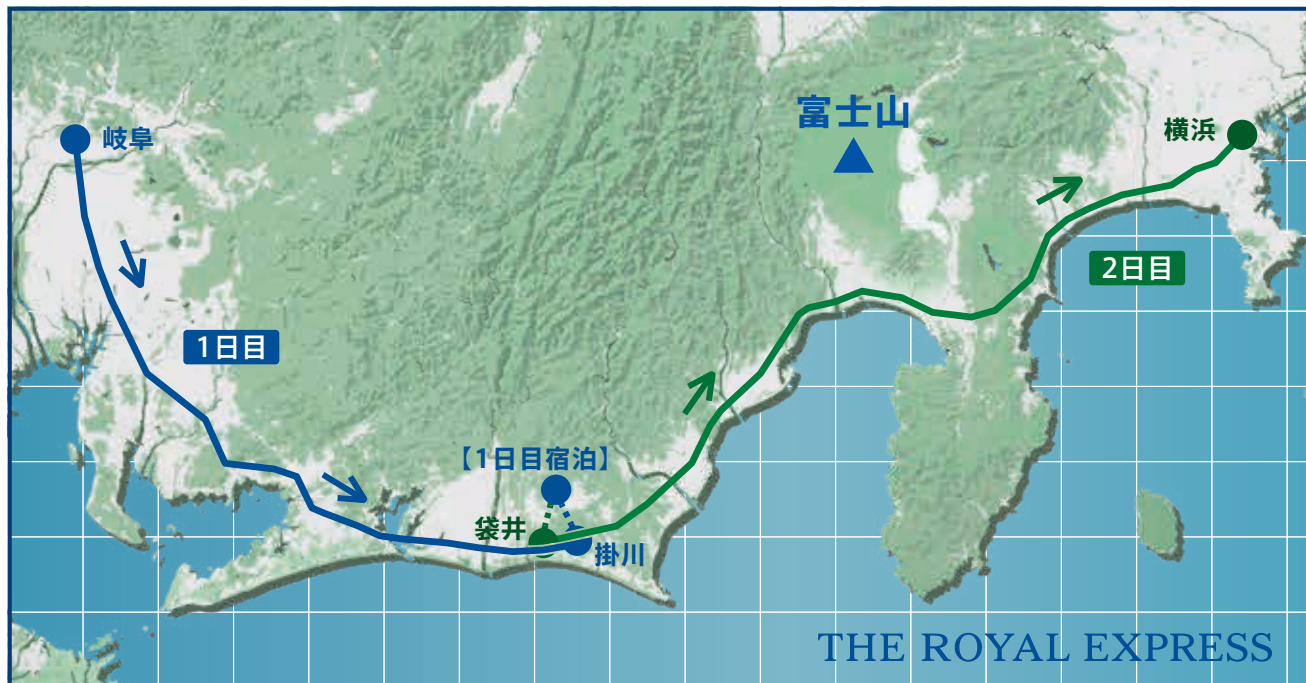 富士山
岐阜
横浜
2日目
1日目
【1日目宿泊】
袋井
掛川
THE ROYAL EXPRESS